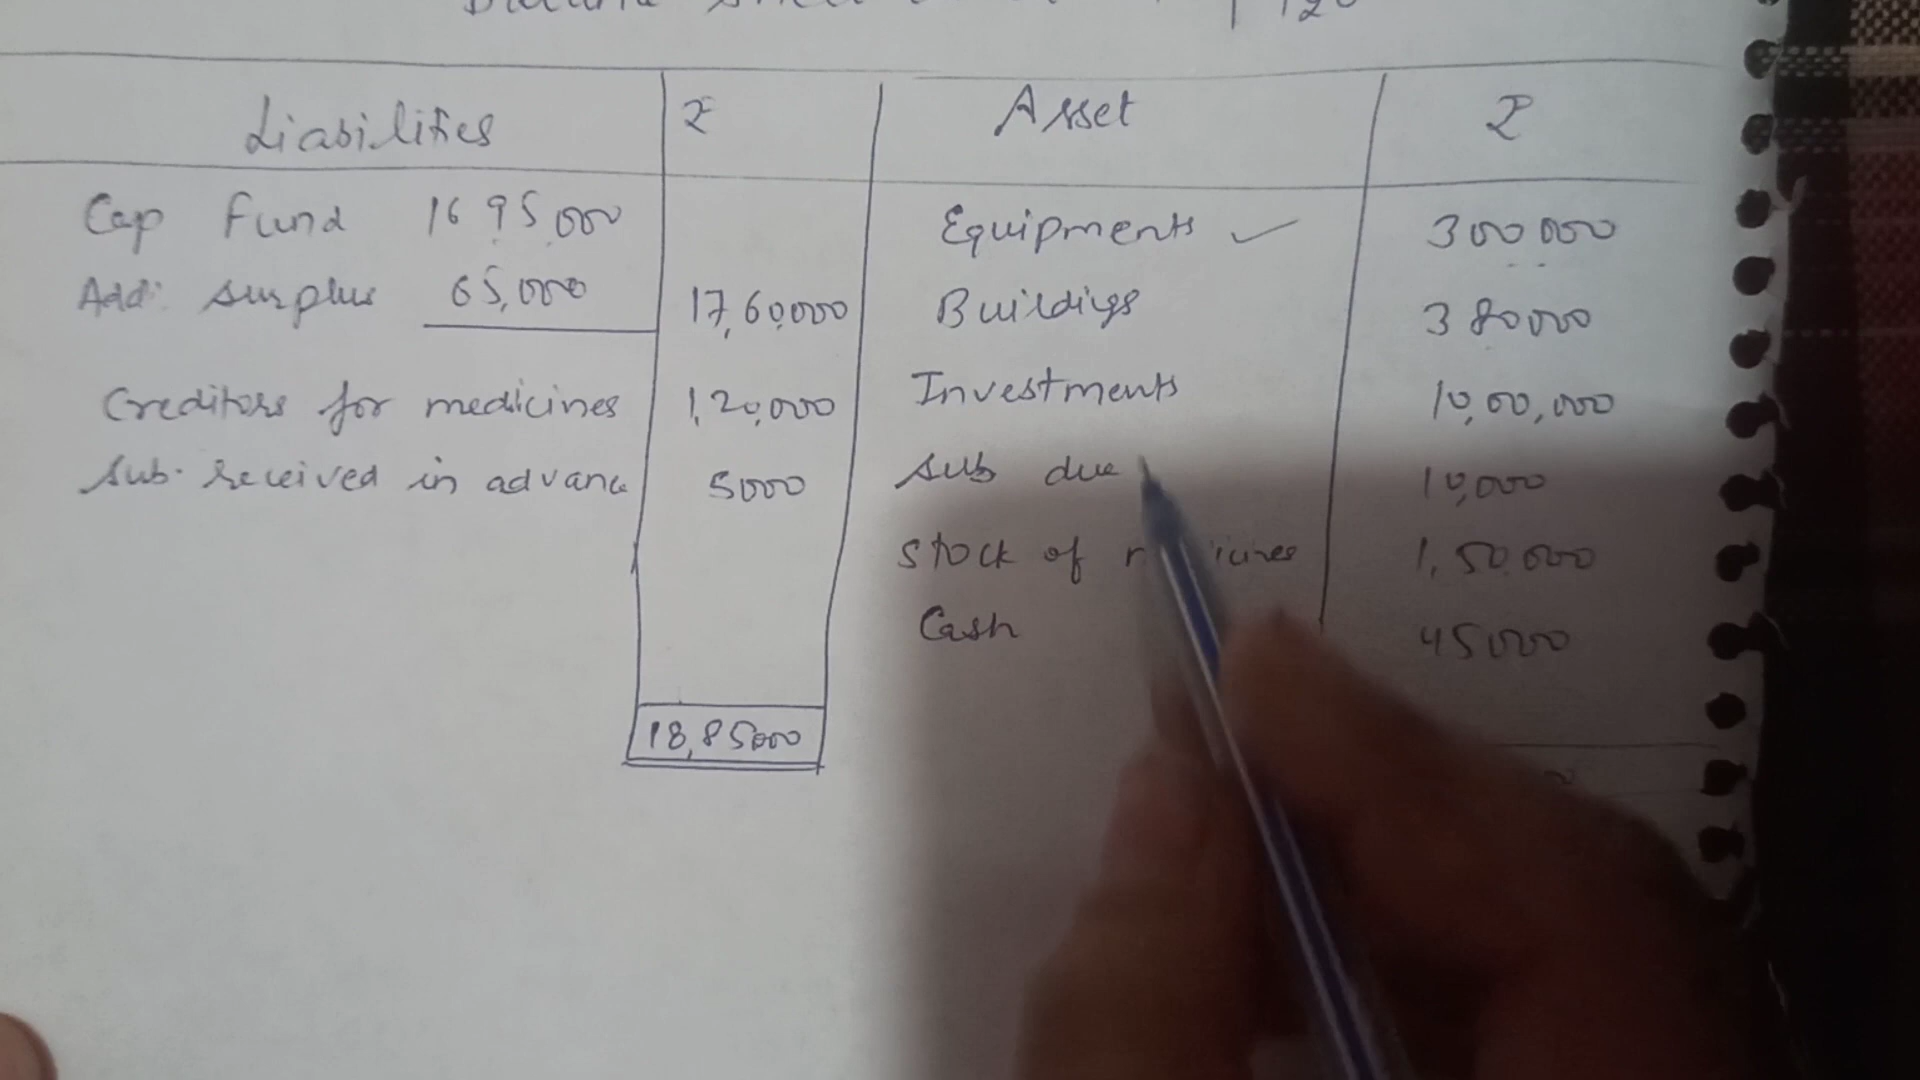 Liabilities ₹ Asset ₹
Cap Fund 1695000 Equipments ✓ 300000
Add: surplus 65,000 17,60,000 Buildings 380000
Creditors for medicines 1,20,000 Investments 10,00,000
Sub. received in advance 5000 Sub due 10,000
Stock of 1,50,000
Cash 45000
18,85000